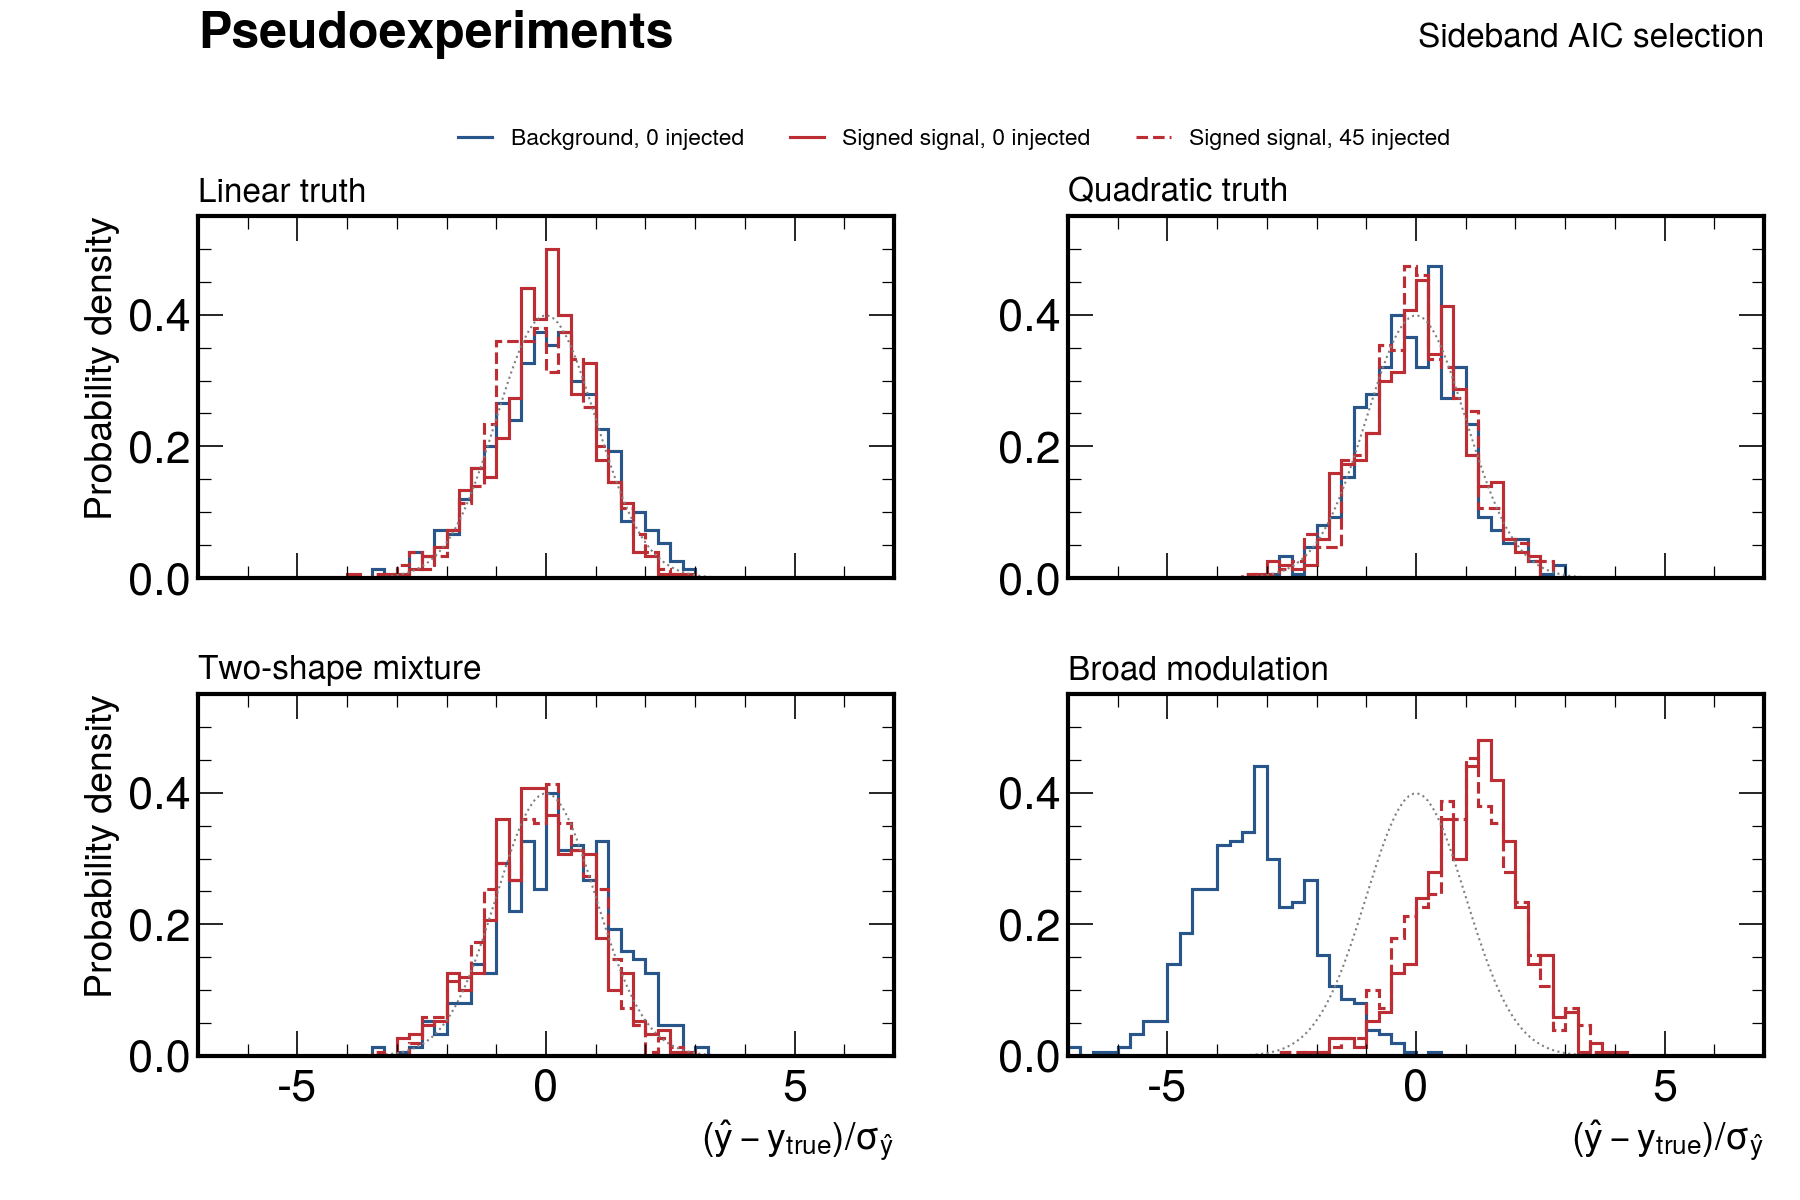 Pseudoexperiments
Sideband AIC selection
Background, 0 injected
Signed signal, 0 injected
Signed signal, 45 injected
Linear truth
Quadratic truth
Probability density
0.4
0.2
0.0
0.4
0.2
0.0
Two-shape mixture
Broad modulation
Probability density
0.4
0.2
0.0
-5 0 5
(ŷ – y_true)/σ_ŷ
0.4
0.2
0.0
-5 0 5
(ŷ – y_true)/σ_ŷ